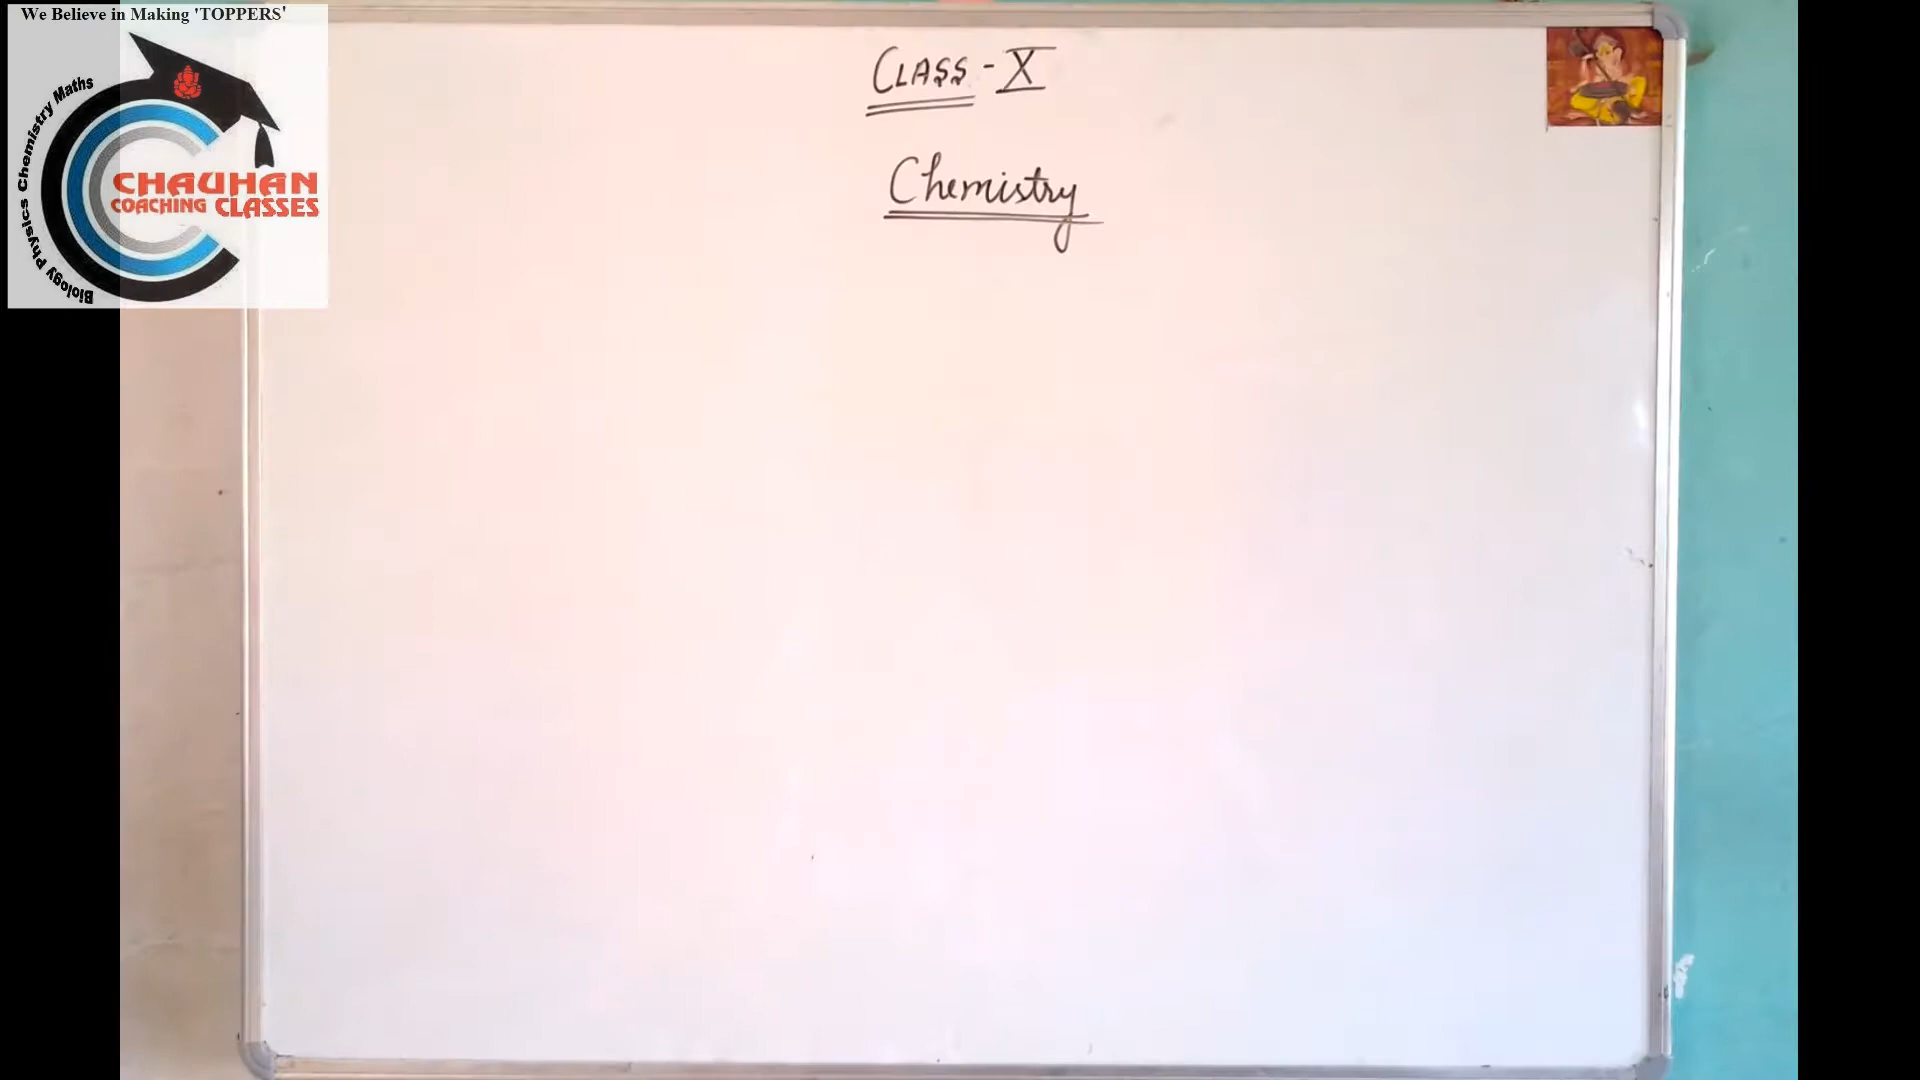 We Believe in Making 'TOPPERS'
Biology Physics Chemistry Maths
CHAUHAN
COACHING CLASSES
CLASS - X
Chemistry